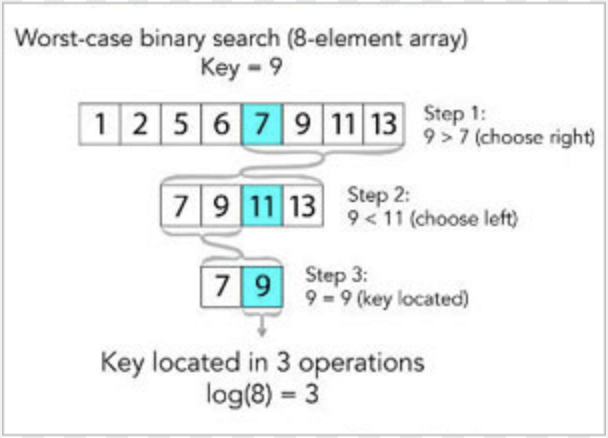 Worst-case binary search (8-element array)
Key = 9
1 2 5 6 7 9 11 13
Step 1:
9 > 7 (choose right)
7 9 11 13
Step 2:
9 < 11 (choose left)
7 9
Step 3:
9 = 9 (key located)
Key located in 3 operations
log(8) = 3